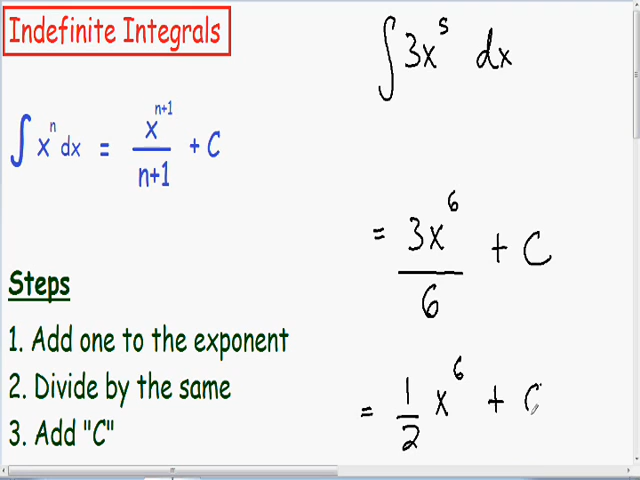 Indefinite Integrals
∫ xⁿ dx = xⁿ⁺¹ / n+1 + C
Steps
1. Add one to the exponent
2. Divide by the same
3. Add "C"
∫ 3x⁵ dx
= 3x⁶ / 6 + C
= 1/2 x⁶ + C